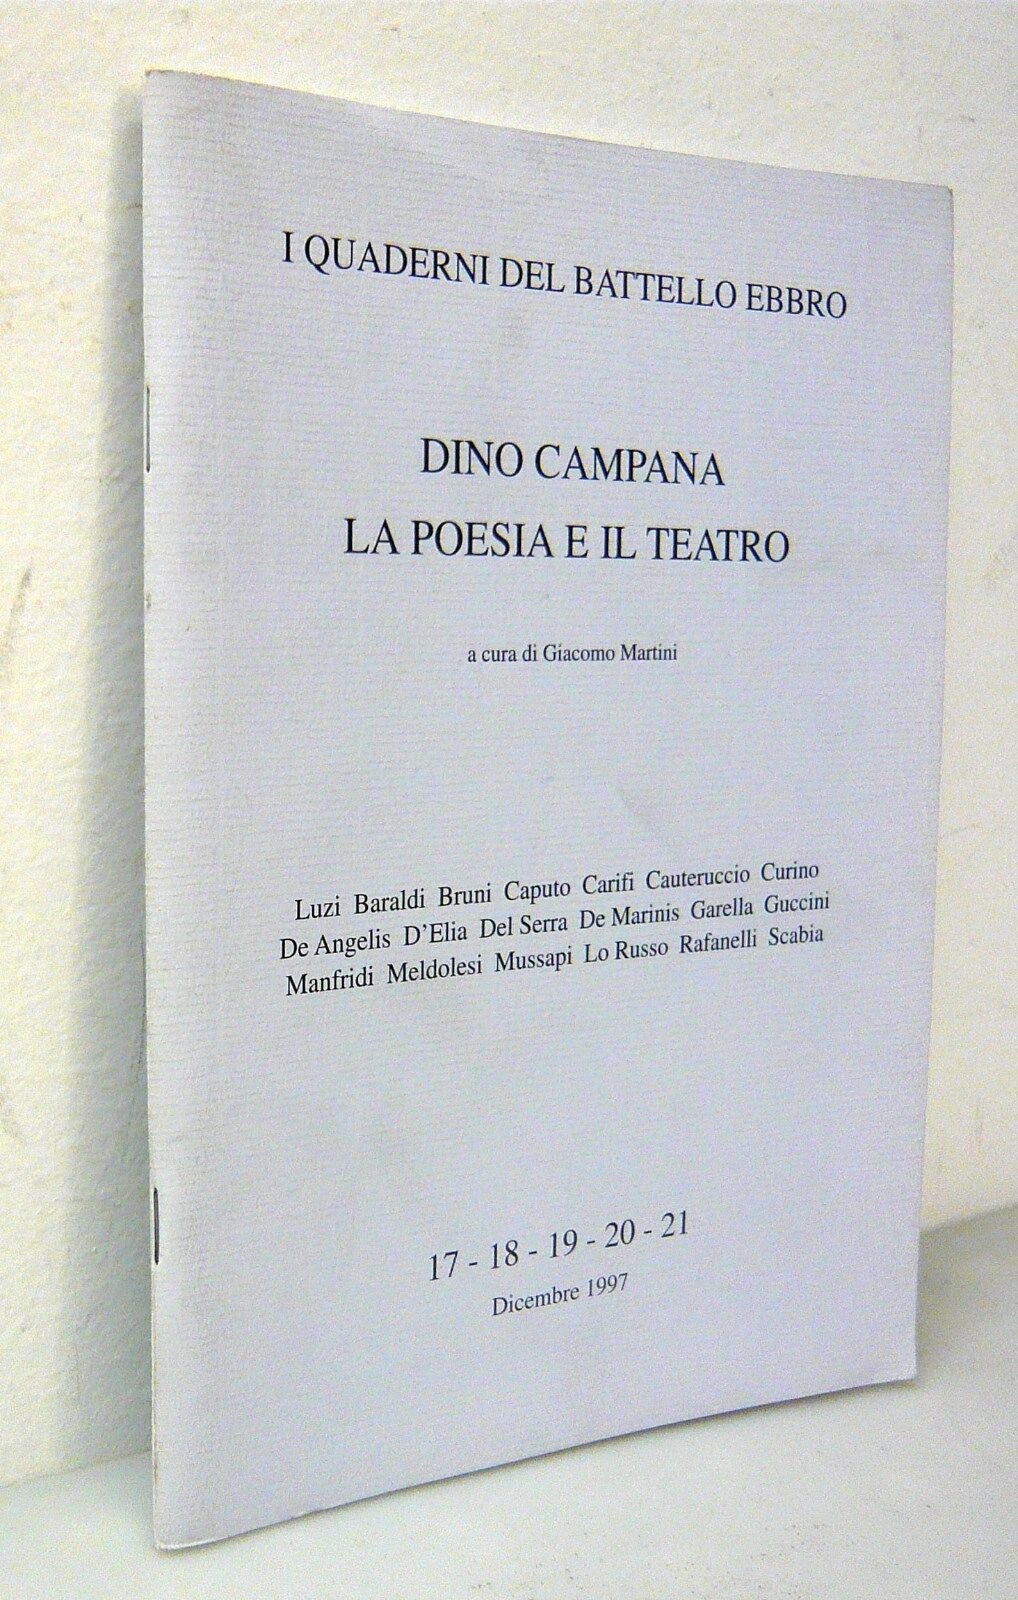 I QUADERNI DEL BATTELLO EBBRO
DINO CAMPANA
LA POESIA E IL TEATRO
a cura di Giacomo Martini
Luzi Baraldi Bruni Caputo Carifi Cauteruccio Curino
De Angelis D'Elia Del Serra De Marinis Garella Guccini
Manfridi Meldolesi Mussapi Lo Russo Rafanelli Scabia
17 - 18 - 19 - 20 - 21
Dicembre 1997